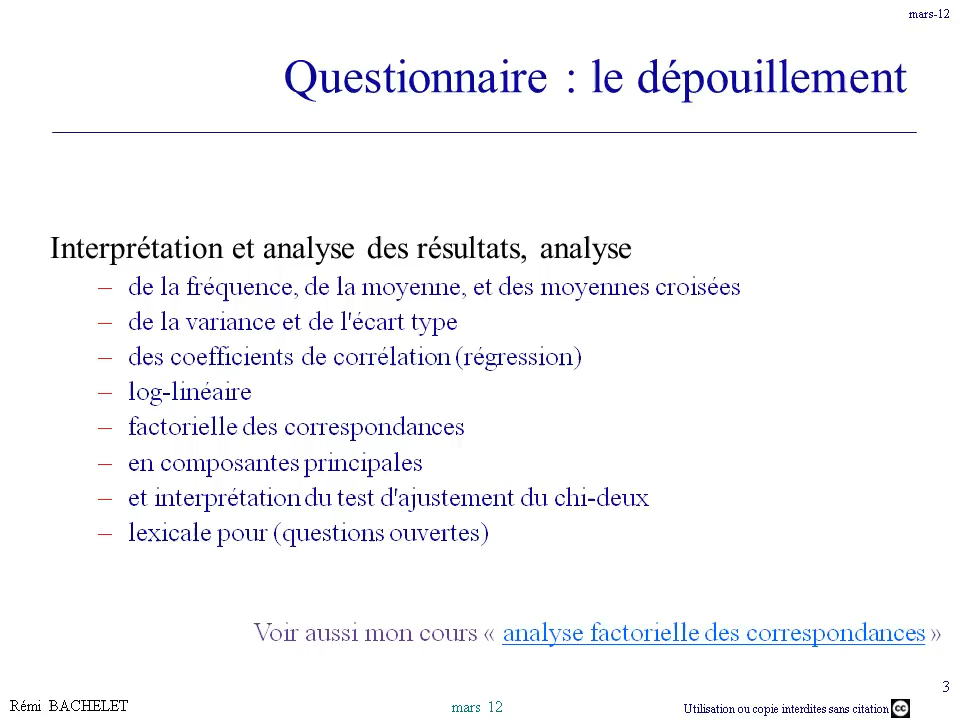 mars-12
Questionnaire : le dépouillement
Interprétation et analyse des résultats, analyse
– de la fréquence, de la moyenne, et des moyennes croisées
– de la variance et de l'écart type
– des coefficients de corrélation (régression)
– log-linéaire
– factorielle des correspondances
– en composantes principales
– et interprétation du test d'ajustement du chi-deux
– lexicale pour (questions ouvertes)
Voir aussi mon cours « analyse factorielle des correspondances »
3
Rémi BACHELET
mars 12
Utilisation ou copie interdites sans citation
cc